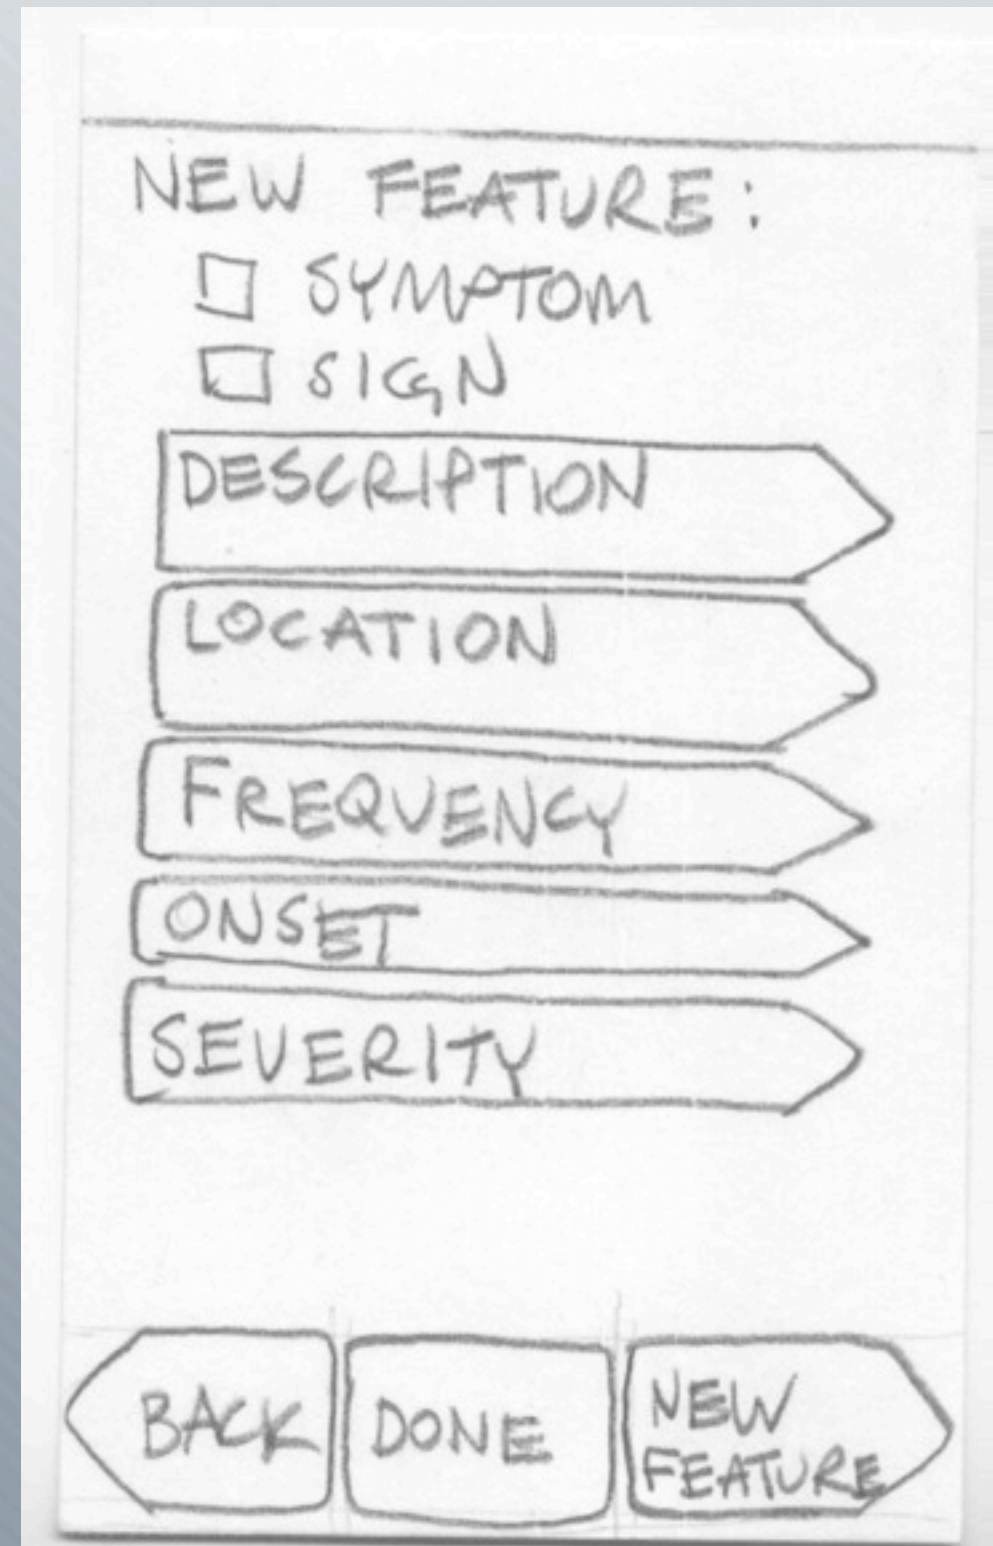 NEW FEATURE:
SYMPTOM
SIGN
DESCRIPTION
LOCATION
FREQUENCY
ONSET
SEVERITY
BACK
DONE
NEW
FEATURE